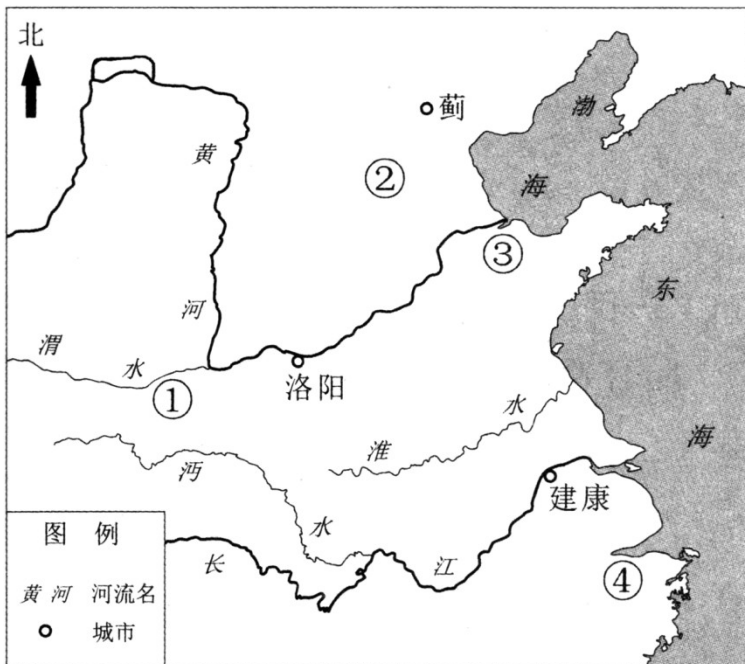 北
蓟
渤
海
黄
②
③
河
东
渭
水
洛阳
①
水
淮
海
沔
建康
水
长
江
④
图 例
黄 河 河流名
城市